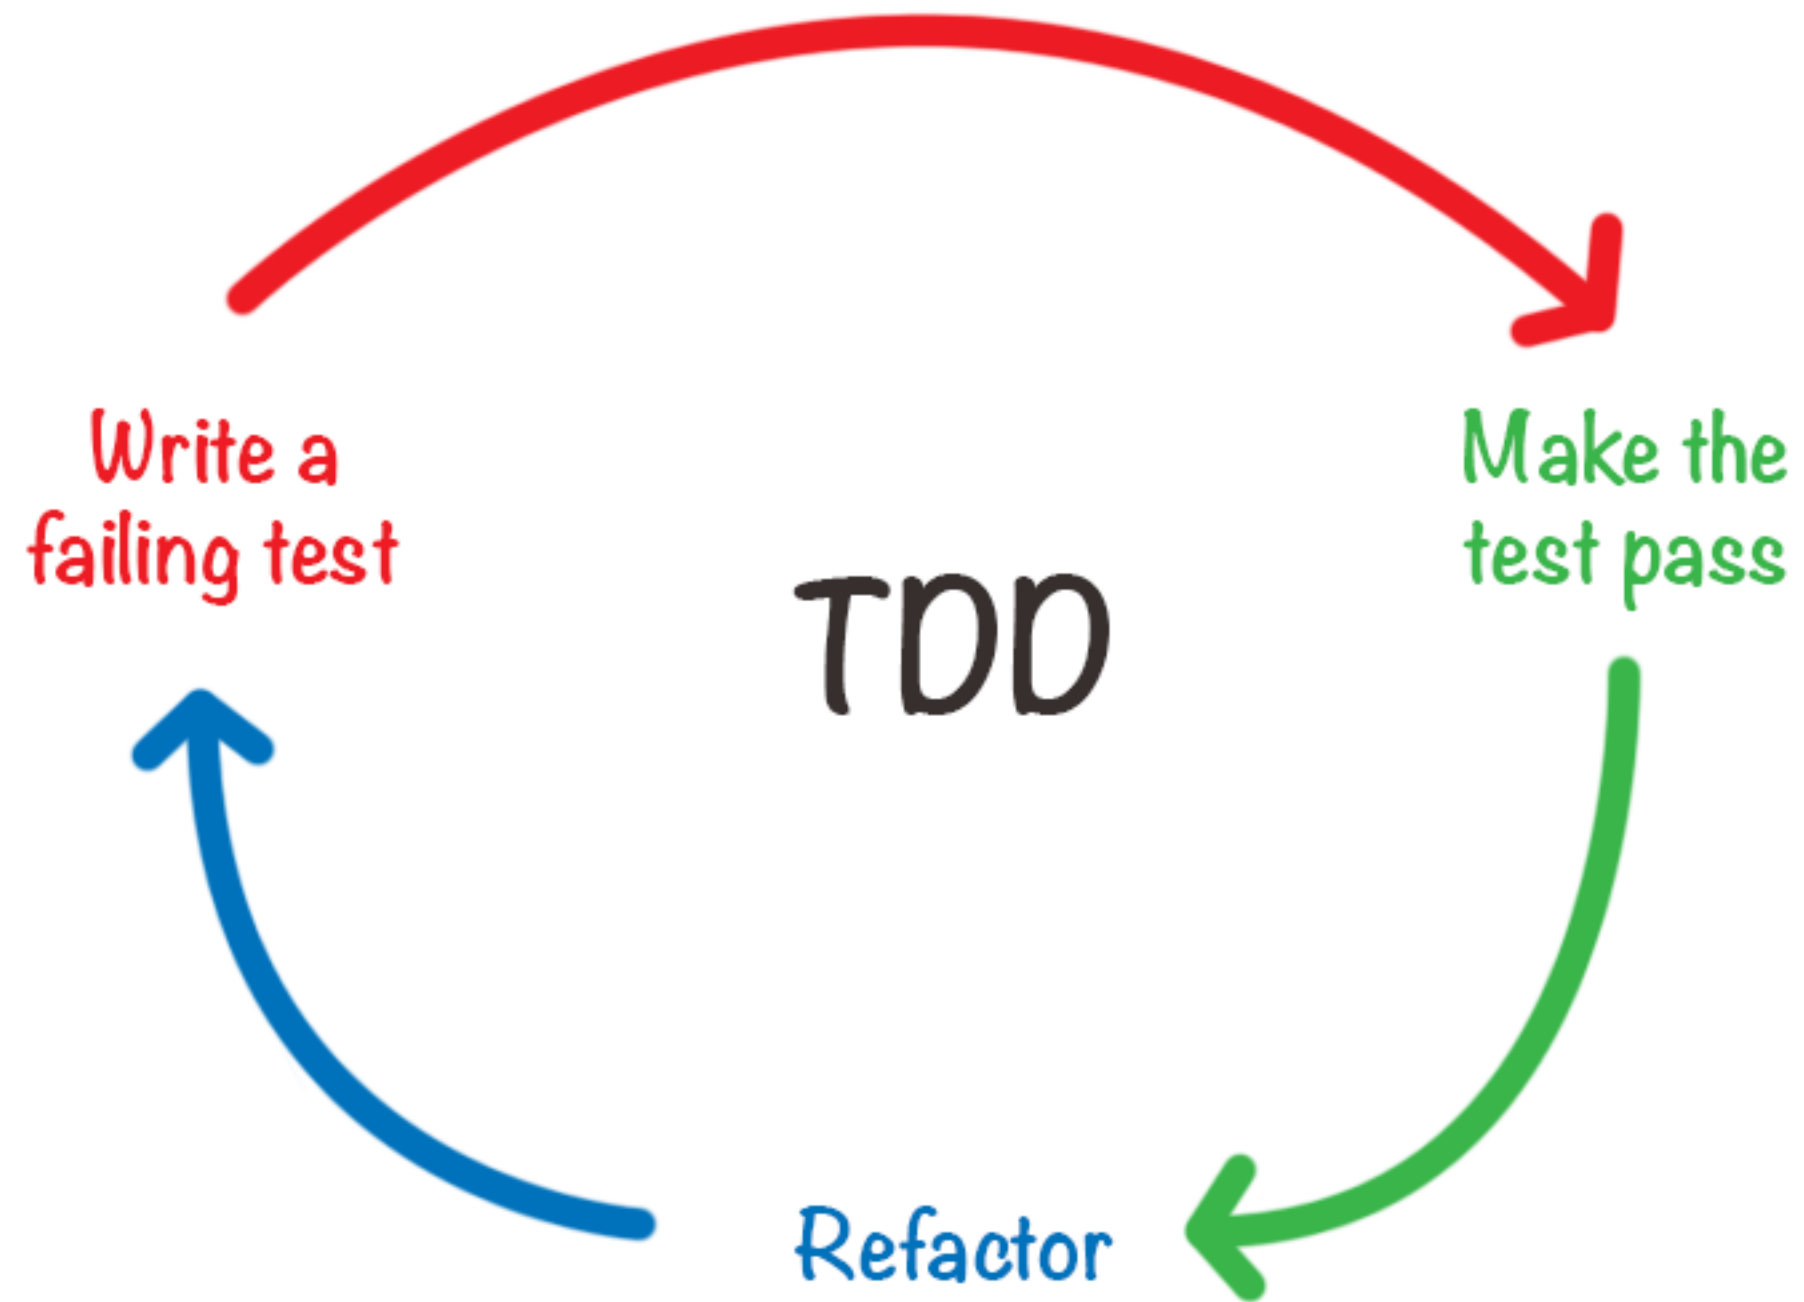 Write a
failing test
Make the
test pass
TDD
Refactor